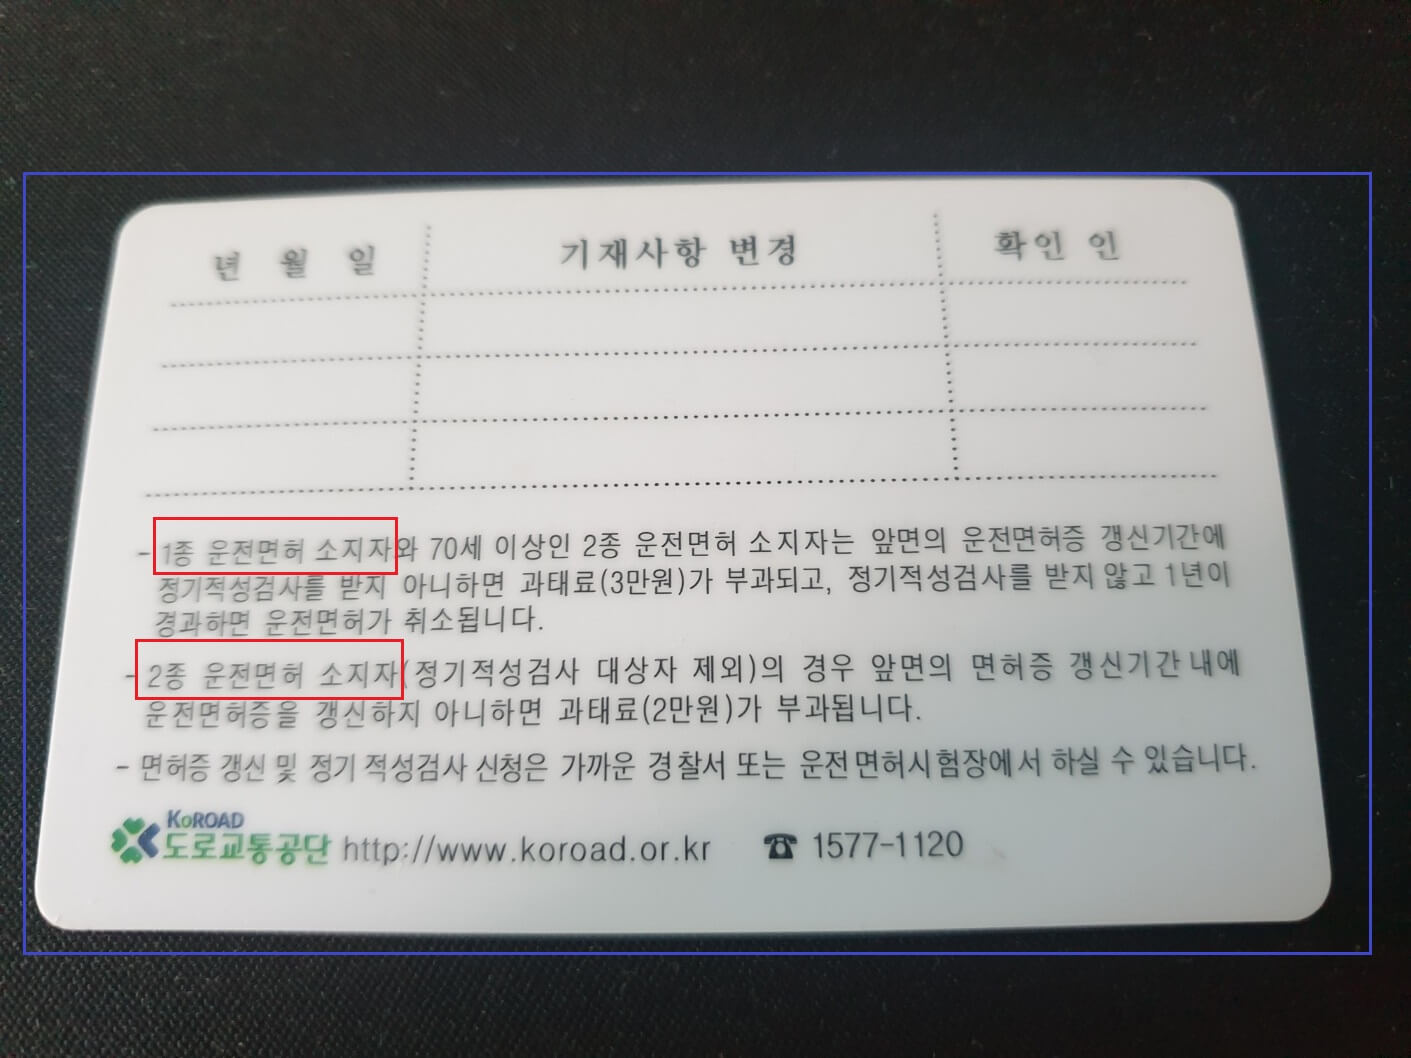 년 월 일 기재사항 변경 확인 인
- 1종 운전면허 소지자와 70세 이상인 2종 운전면허 소지자는 앞면의 운전면허증 갱신기간에
정기적성검사를 받지 아니하면 과태료(3만원)가 부과되고, 정기적성검사를 받지 않고 1년이
경과하면 운전면허가 취소됩니다.
- 2종 운전면허 소지자(정기적성검사 대상자 제외)의 경우 앞면의 면허증 갱신기간 내에
운전면허증을 갱신하지 아니하면 과태료(2만원)가 부과됩니다.
- 면허증 갱신 및 정기 적성검사 신청은 가까운 경찰서 또는 운전면허시험장에서 하실 수 있습니다.
KoROAD
도로교통공단 http://www.koroad.or.kr ☎ 1577-1120